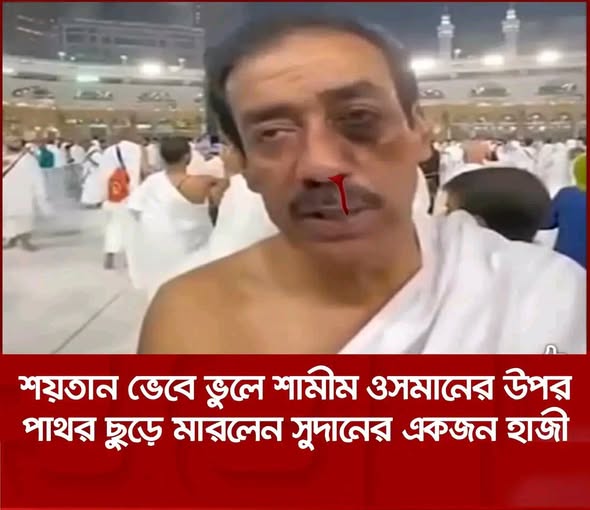 শয়তান ভেবে ভুলে শামীম ওসমানের উপর
পাথর ছুড়ে মারলেন সুদানের একজন হাজী